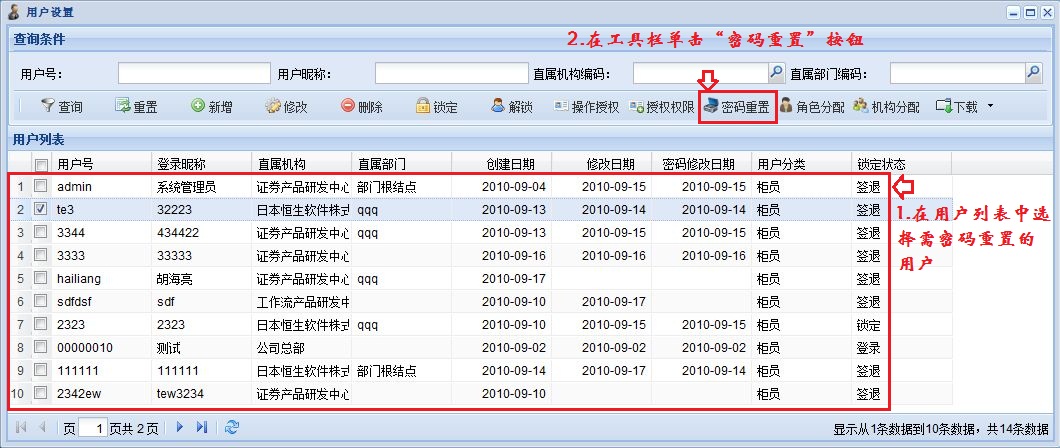 用户设置
查询条件
2.在工具栏单击“密码重置”按钮
用户号： 用户昵称： 直属机构编码： 直属部门编码：
查询 重置 新增 修改 删除 锁定 解锁 操作授权 授权权限 密码重置 角色分配 机构分配 下载
用户列表
用户号 登录昵称 直属机构 直属部门 创建日期 修改日期 密码修改日期 用户分类 锁定状态
1 admin 系统管理员 证券产品研发中心 部门根结点 2010-09-04 2010-09-15 2010-09-15 柜员 签退
2 te3 32223 日本恒生软件株式 qqq 2010-09-13 2010-09-14 2010-09-14 柜员 签退
3 3344 434422 证券产品研发中心 qqq 2010-09-13 2010-09-15 2010-09-15 柜员 签退
4 3333 33333 证券产品研发中心 2010-09-16 2010-09-16 2010-09-16 柜员 签退
5 hailiang 胡海亮 证券产品研发中心 qqq 2010-09-17 柜员 签退
6 sdfdsf sdf 工作流产品研发中 2010-09-10 2010-09-17 柜员 签退
7 2323 2323 日本恒生软件株式 qqq 2010-09-10 2010-09-15 2010-09-15 柜员 锁定
8 00000010 测试 公司总部 2010-09-02 2010-09-02 2010-09-02 柜员 登录
9 111111 111111 日本恒生软件株式 部门根结点 2010-09-14 2010-09-17 2010-09-14 柜员 签退
10 2342ew tew3234 证券产品研发中心 2010-09-10 柜员 签退
1.在用户列表中选
择需密码重置的
用户
页 1 页共 2 页 显示从1条数据到10条数据，共14条数据